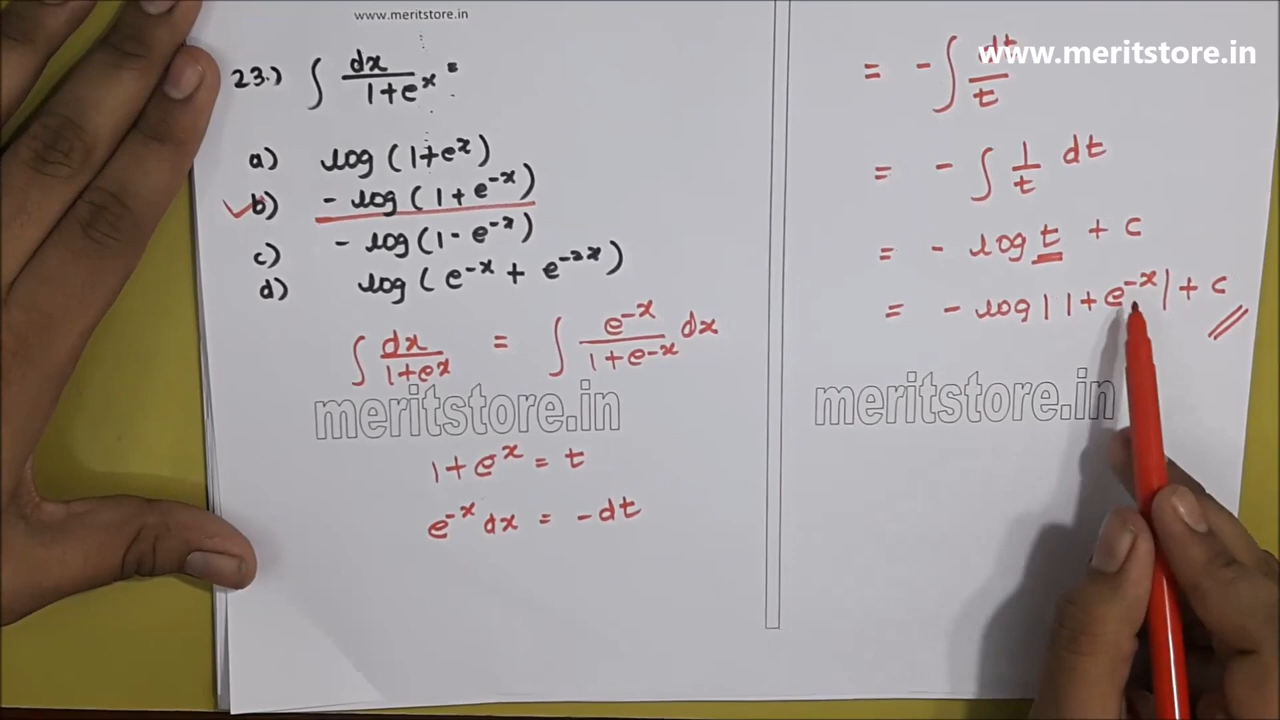 www.meritstore.in
23.) ∫ dx/(1+e^x) =
a) log (1+e^x)
b) - log (1 + e^-x)
c) - log (1 - e^-x)
d) log ( e^-x + e^-2x )
∫ dx/(1+e^x) = ∫ e^-x/(1+e^-x) dx
meritstore.in
1+e^x = t
e^-x dx = -dt
www.meritstore.in
= - ∫ dt/t
= - ∫ 1/t dt
= - log t + c
= - log | 1+e^-x | + c
meritstore.in